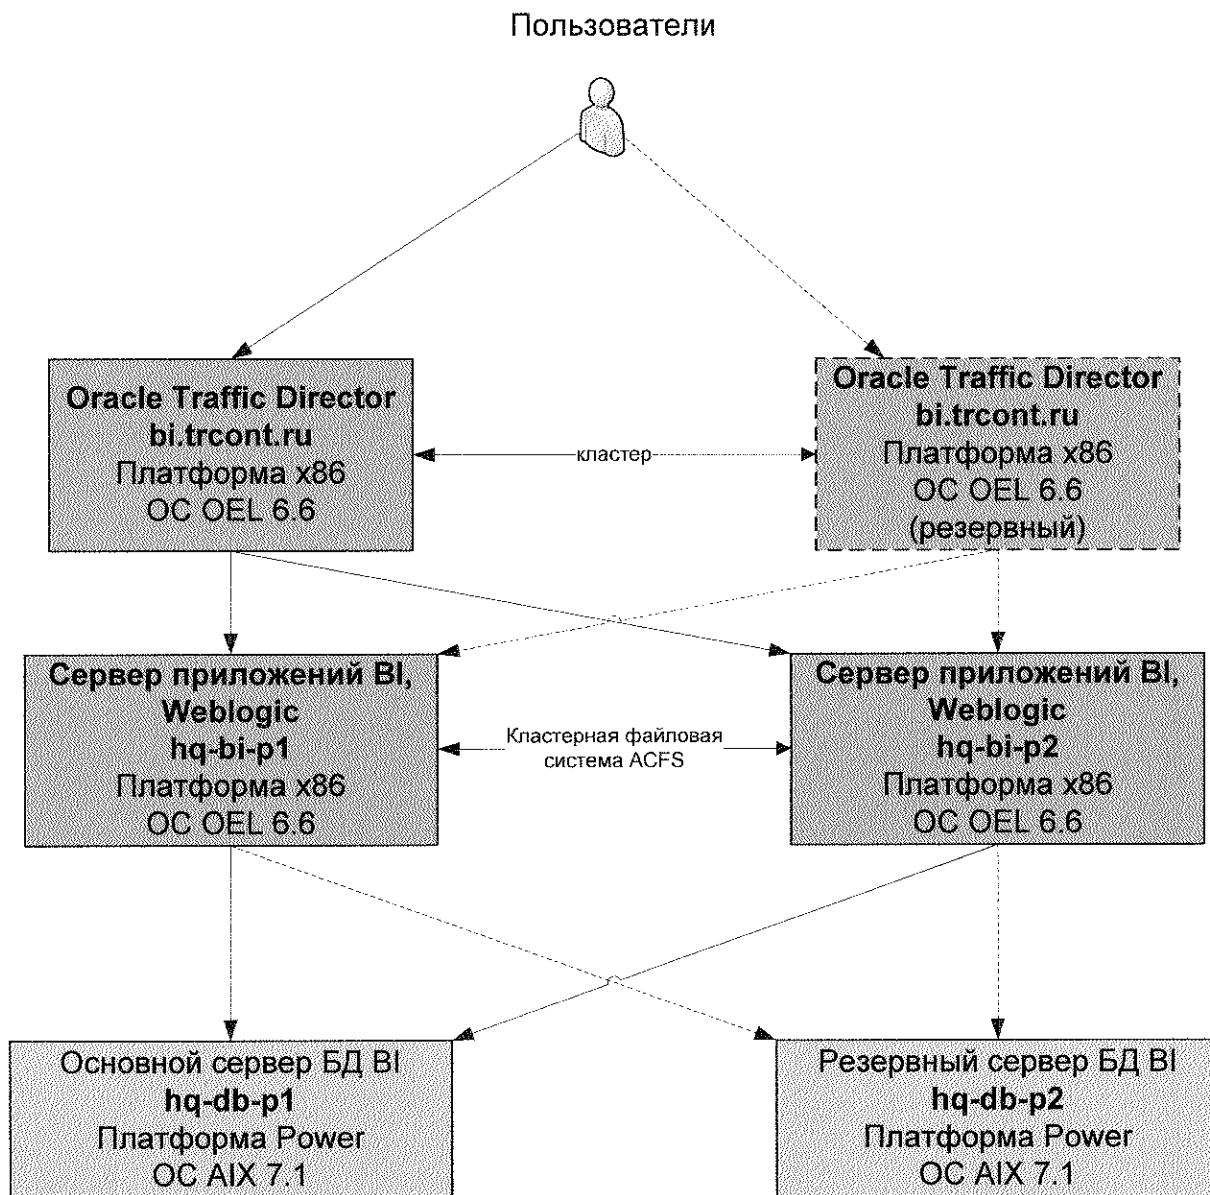 Пользователи
Oracle Traffic Director
bi.trcont.ru
Платформа x86
ОС OEL 6.6
кластер
Oracle Traffic Director
bi.trcont.ru
Платформа x86
ОС OEL 6.6
(резервный)
Сервер приложений BI,
Weblogic
hq-bi-p1
Платформа x86
ОС OEL 6.6
Кластерная файловая
система ACFS
Сервер приложений BI,
Weblogic
hq-bi-p2
Платформа x86
ОС OEL 6.6
Основной сервер БД BI
hq-db-p1
Платформа Power
ОС AIX 7.1
Резервный сервер БД BI
hq-db-p2
Платформа Power
ОС AIX 7.1